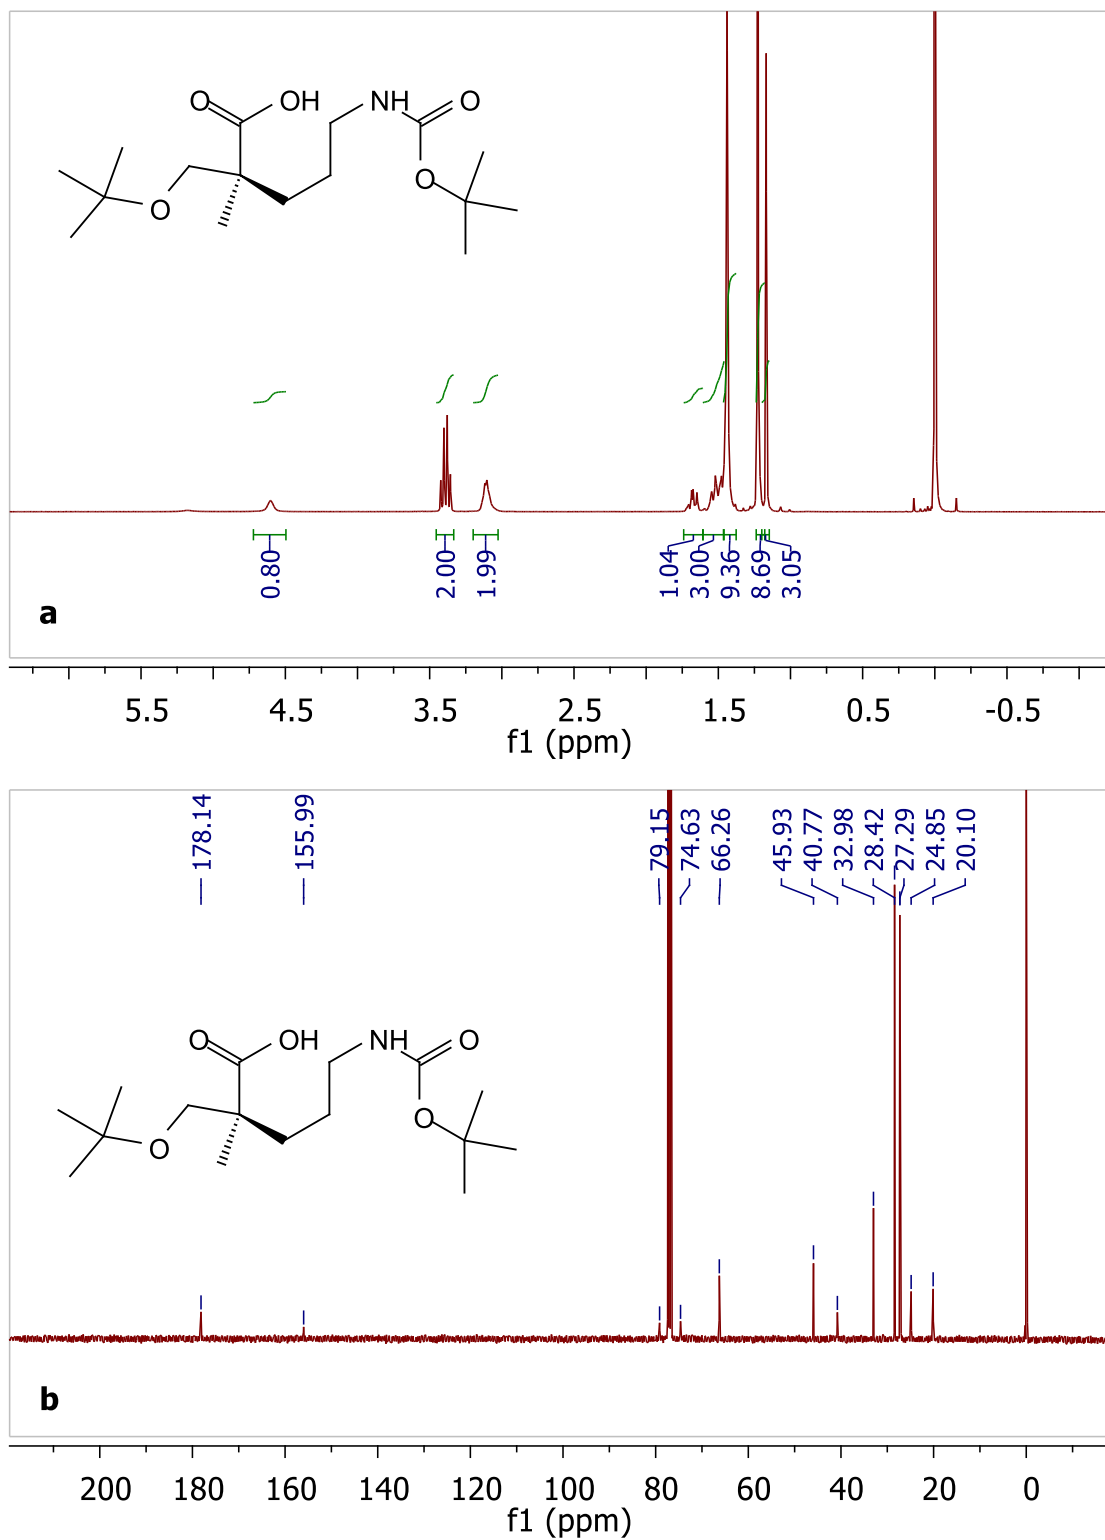 O OH NH O
O
O
0.80 2.00 1.99 1.04 3.00 9.36 8.69 3.05
a
5.5 4.5 3.5 2.5 1.5 0.5 -0.5
f1 (ppm)
178.14 155.99 79.15 74.63 66.26 45.93 40.77 32.98 28.42 27.29 24.85 20.10
O OH NH O
O
O
b
200 180 160 140 120 100 80 60 40 20 0
f1 (ppm)